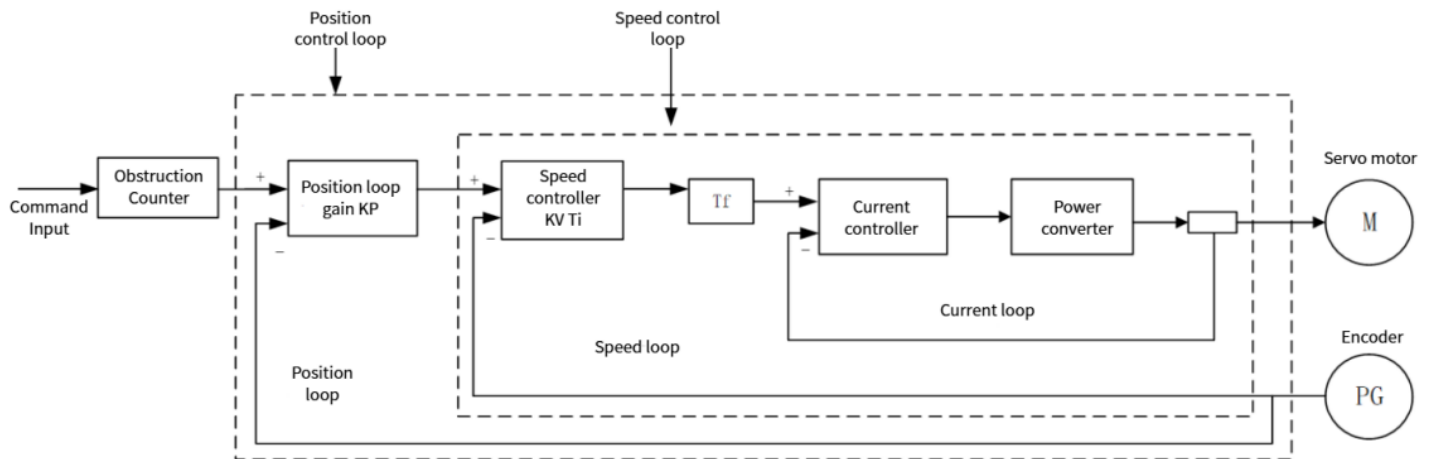 Position
control loop
Speed control
loop
Command
Input
Obstruction
Counter
+
−
Position loop
gain KP
+
−
Speed
controller
KV Ti
Tf
+
−
Current
controller
Power
converter
Servo motor
M
Current loop
Speed loop
Position
loop
Encoder
PG